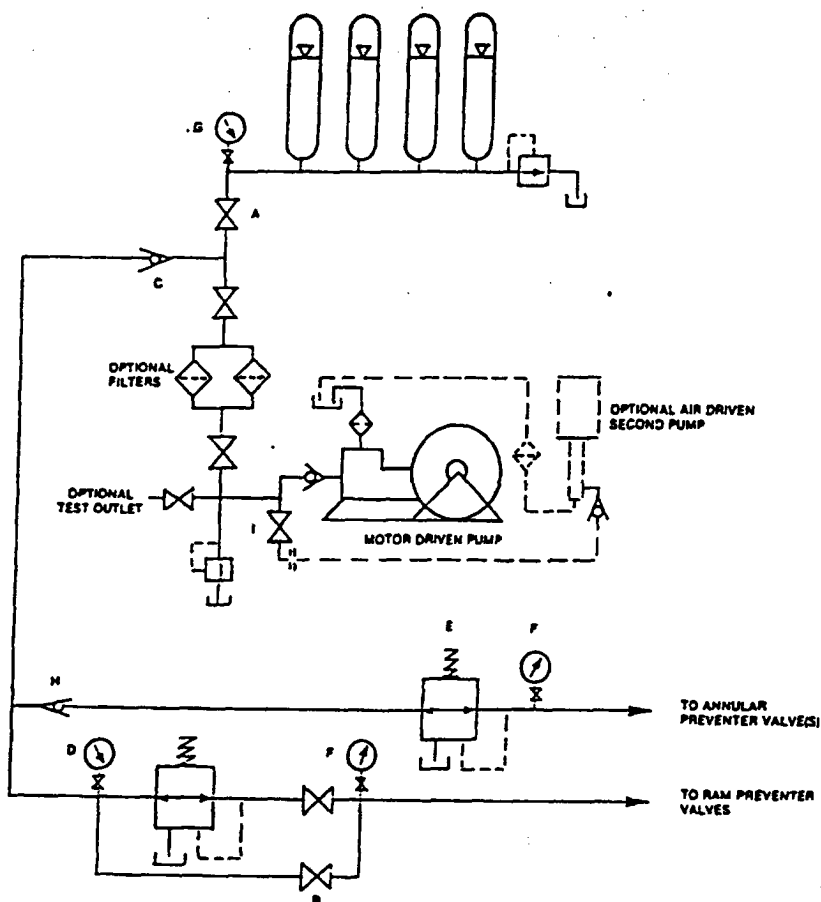 .G
A
C
OPTIONAL
FILTERS
OPTIONAL AIR DRIVEN
SECOND PUMP
OPTIONAL
TEST OUTLET
I
MOTOR DRIVEN PUMP
E
F
H
TO ANNULAR
PREVENTER VALVE(S)
D
F
TO RAM PREVENTER
VALVES